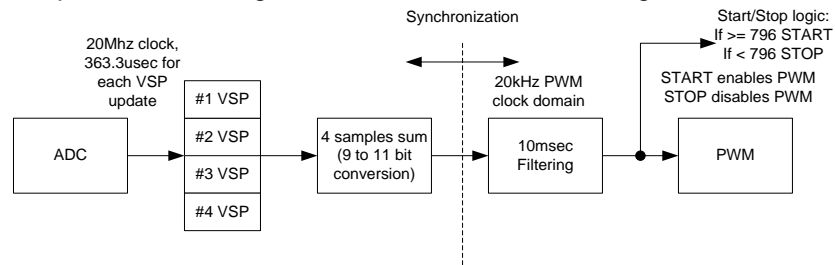 Synchronization
Start/Stop logic:
If >= 796 START
If < 796 STOP
20Mhz clock,
363.3usec for
each VSP
update
20kHz PWM
clock domain
START enables PWM
STOP disables PWM
ADC
#1 VSP
#2 VSP
#3 VSP
#4 VSP
4 samples sum
(9 to 11 bit
conversion)
10msec
Filtering
PWM